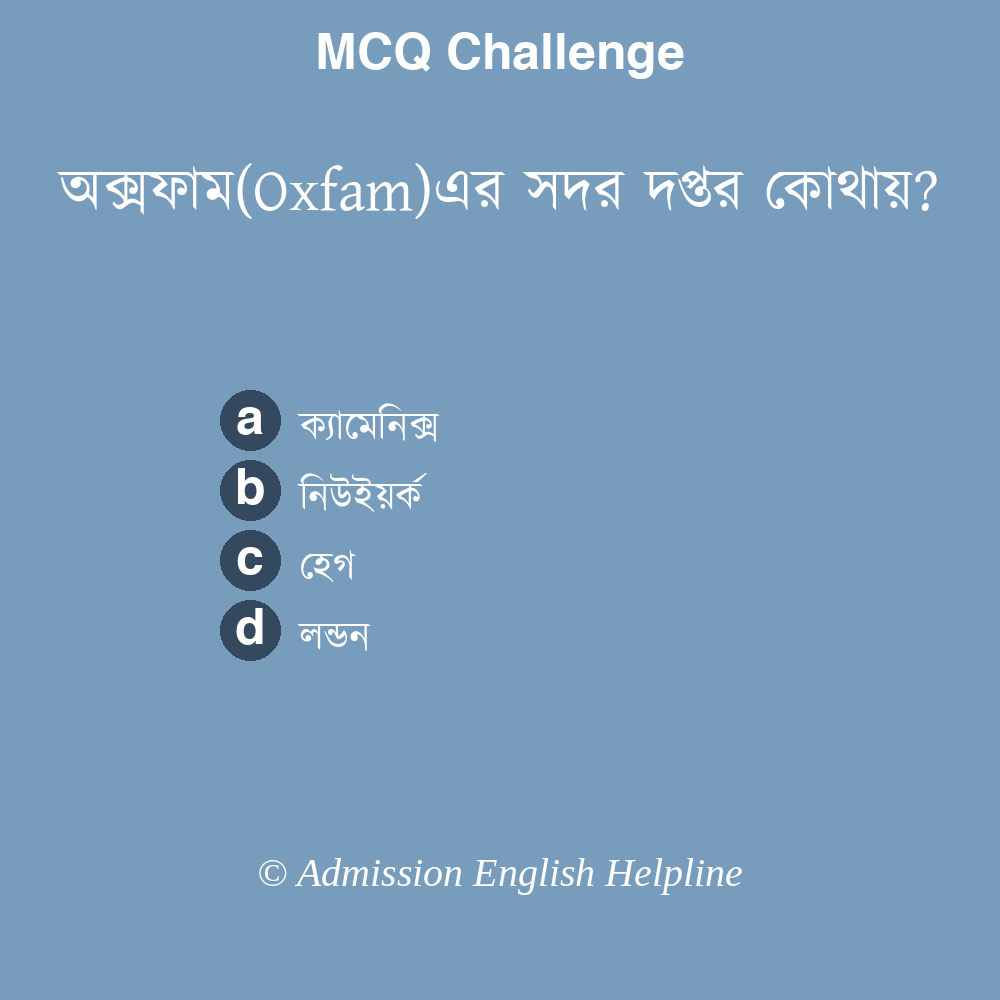 MCQ Challenge
অক্সফাম(Oxfam)এর সদর দপ্তর কোথায়?
a ক্যামেনিক্স
b নিউইয়র্ক
c হেগ
d লন্ডন
© Admission English Helpline